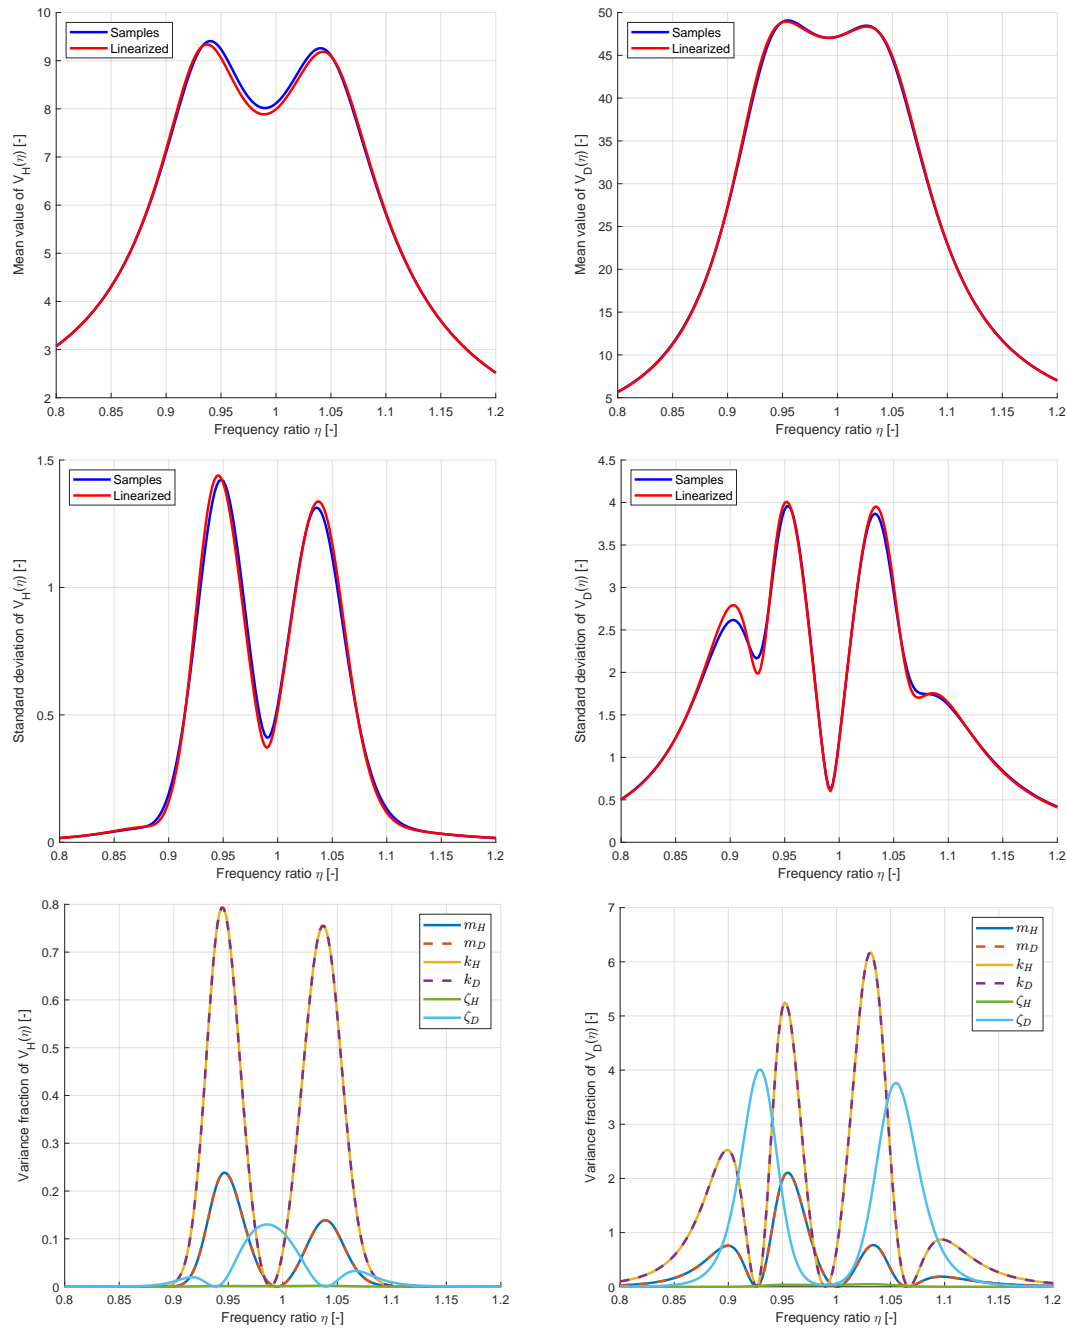 10
9
8
7
6
5
4
3
2
Mean value of V_H(η) [-]
Samples
Linearized
0.8 0.85 0.9 0.95 1 1.05 1.1 1.15 1.2
Frequency ratio η [-]
50
45
40
35
30
25
20
15
10
5
Mean value of V_D(η) [-]
Samples
Linearized
0.8 0.85 0.9 0.95 1 1.05 1.1 1.15 1.2
Frequency ratio η [-]
1.5
1
0.5
0
Standard deviation of V_H(η) [-]
Samples
Linearized
0.8 0.85 0.9 0.95 1 1.05 1.1 1.15 1.2
Frequency ratio η [-]
4.5
4
3.5
3
2.5
2
1.5
1
0.5
0
Standard deviation of V_D(η) [-]
Samples
Linearized
0.8 0.85 0.9 0.95 1 1.05 1.1 1.15 1.2
Frequency ratio η [-]
0.8
0.7
0.6
0.5
0.4
0.3
0.2
0.1
0
Variance fraction of V_H(η) [-]
m_H
m_D
k_H
k_D
ζ_H
ζ_D
0.8 0.85 0.9 0.95 1 1.05 1.1 1.15 1.2
Frequency ratio η [-]
7
6
5
4
3
2
1
0
Variance fraction of V_D(η) [-]
m_H
m_D
k_H
k_D
ζ_H
ζ_D
0.8 0.85 0.9 0.95 1 1.05 1.1 1.15 1.2
Frequency ratio η [-]